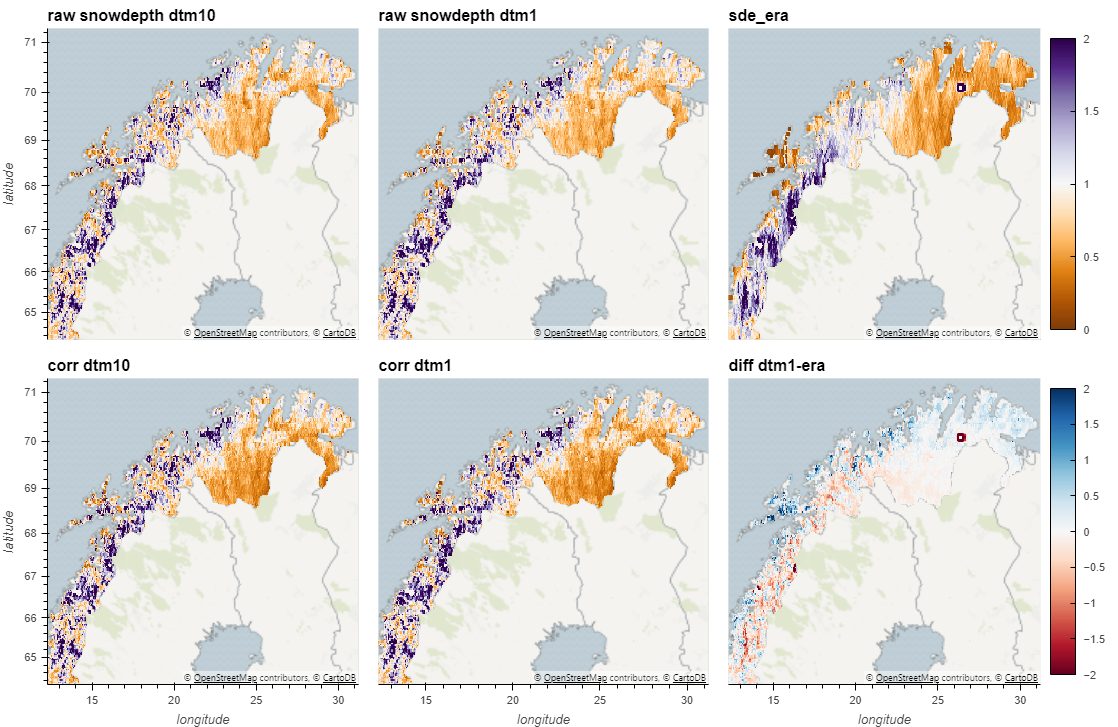 raw snowdepth dtm10
raw snowdepth dtm1
sde_era
71
70
69
68
67
66
65
latitude
© OpenStreetMap contributors, © CartoDB
© OpenStreetMap contributors, © CartoDB
© OpenStreetMap contributors, © CartoDB
2
1.5
1
0.5
0
corr dtm10
corr dtm1
diff dtm1-era
71
70
69
68
67
66
65
latitude
© OpenStreetMap contributors, © CartoDB
© OpenStreetMap contributors, © CartoDB
© OpenStreetMap contributors, © CartoDB
2
1.5
1
0.5
0
−0.5
−1
−1.5
−2
15 20 25 30
15 20 25 30
15 20 25 30
longitude
longitude
longitude